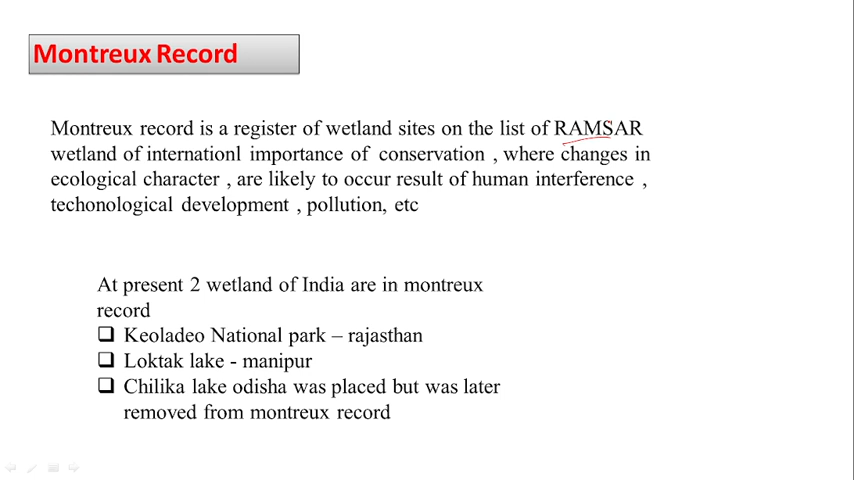 Montreux Record
Montreux record is a register of wetland sites on the list of RAMSAR
wetland of internationl importance of conservation , where changes in
ecological character , are likely to occur result of human interference ,
techonological development , pollution, etc
At present 2 wetland of India are in montreux
record
❑ Keoladeo National park – rajasthan
❑ Loktak lake - manipur
❑ Chilika lake odisha was placed but was later
removed from montreux record